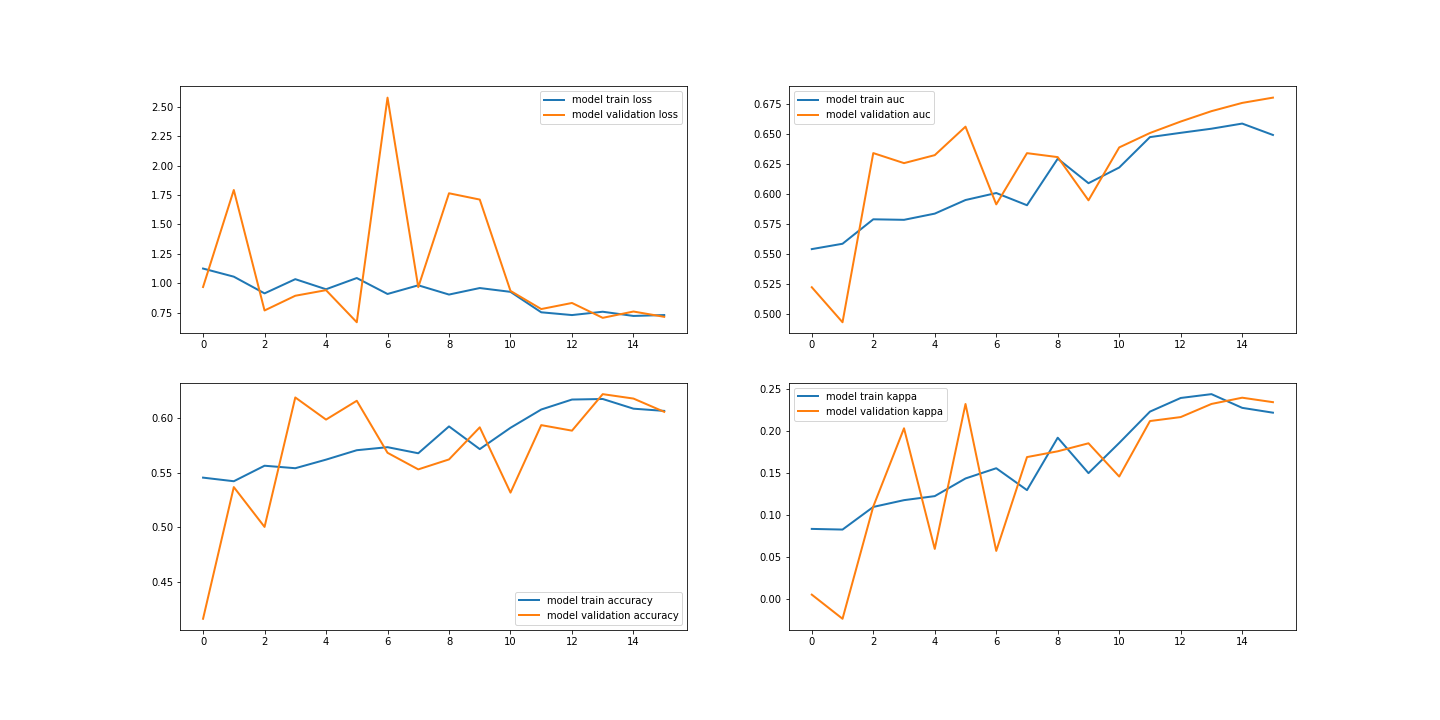 model train loss
model validation loss
2.50
2.25
2.00
1.75
1.50
1.25
1.00
0.75
0 2 4 6 8 10 12 14
model train auc
model validation auc
0.675
0.650
0.625
0.600
0.575
0.550
0.525
0.500
0 2 4 6 8 10 12 14
0.60
0.55
0.50
0.45
model train accuracy
model validation accuracy
0 2 4 6 8 10 12 14
model train kappa
model validation kappa
0.25
0.20
0.15
0.10
0.05
0.00
0 2 4 6 8 10 12 14